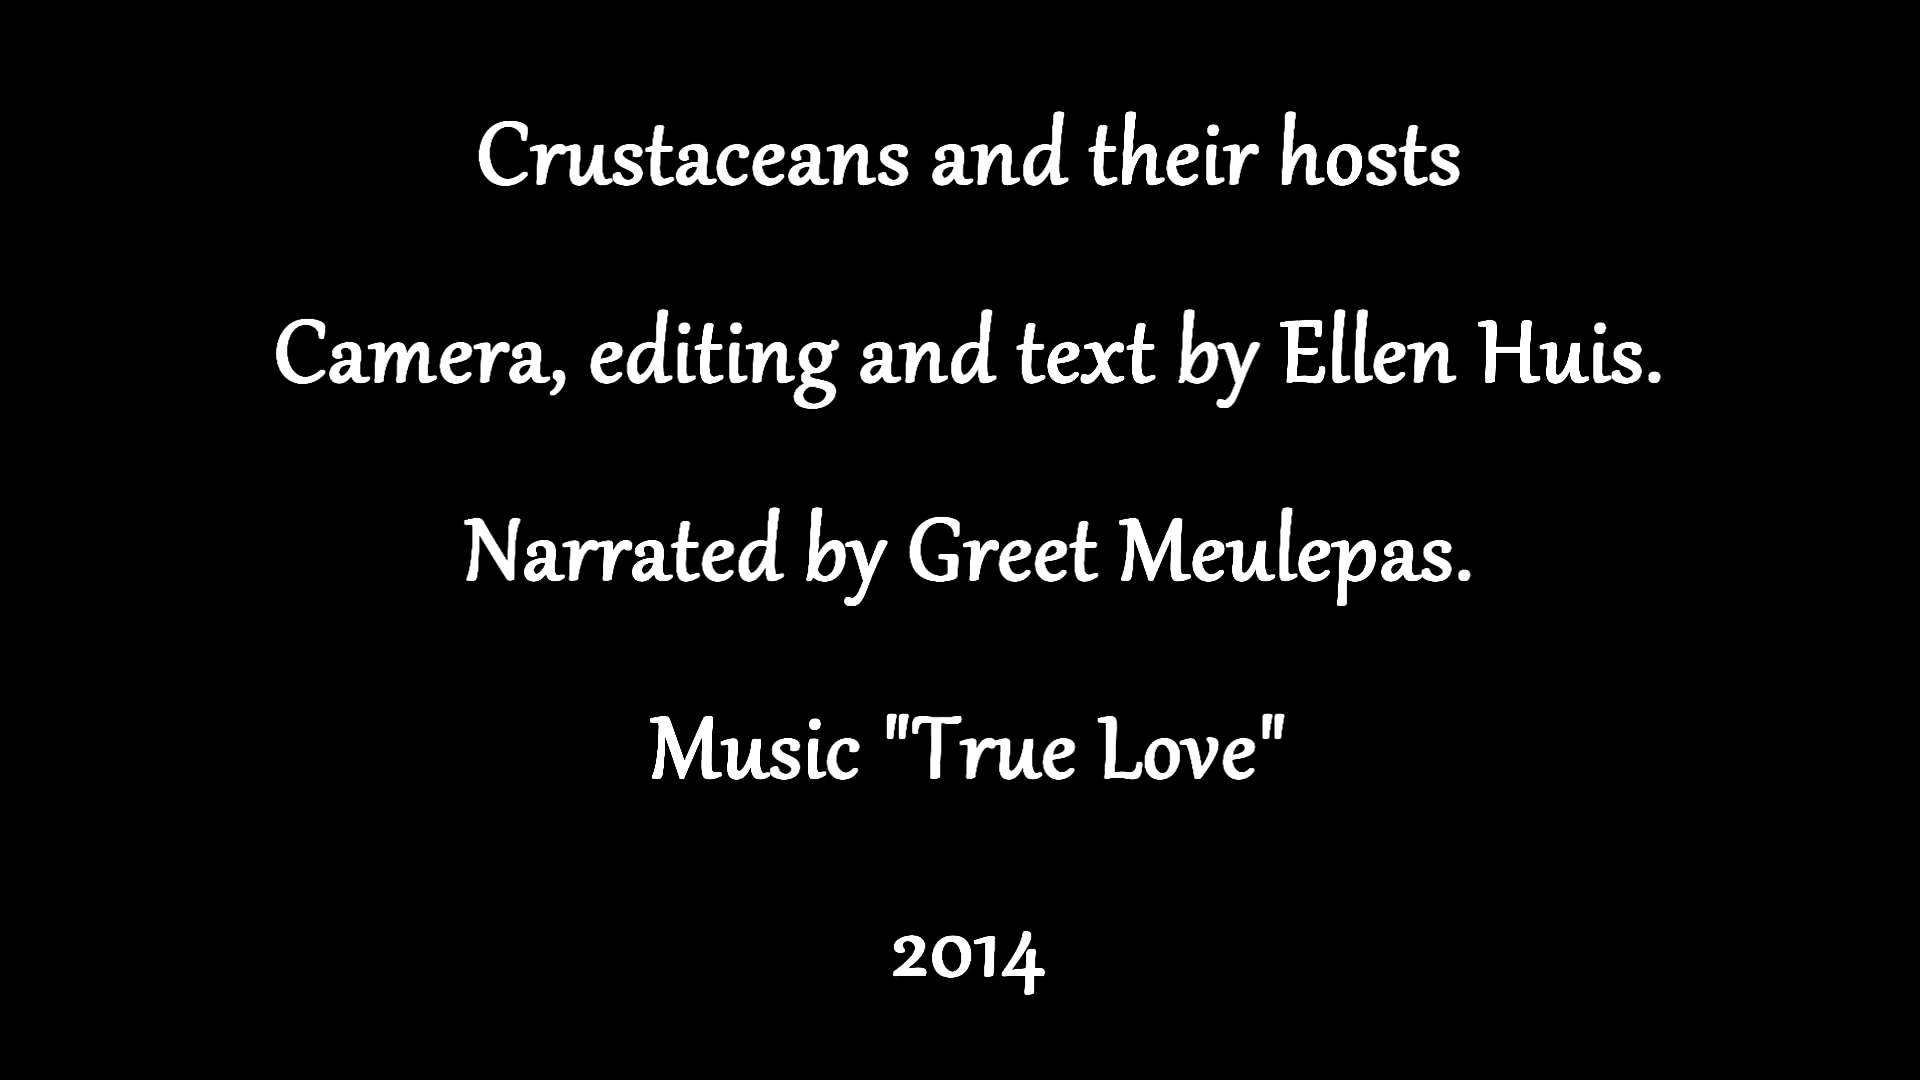 Crustaceans and their hosts
Camera, editing and text by Ellen Huis.
Narrated by Greet Meulepas.
Music "True Love"
2014